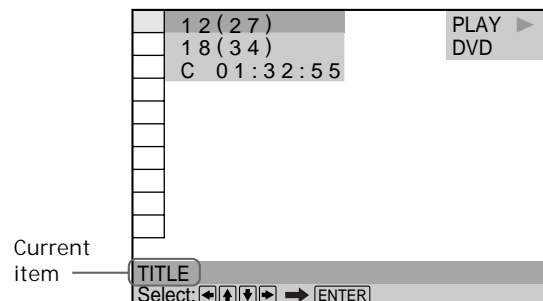 12(27)
18(34)
C 01:32:55
PLAY
DVD
Current
item
TITLE
Select: ENTER